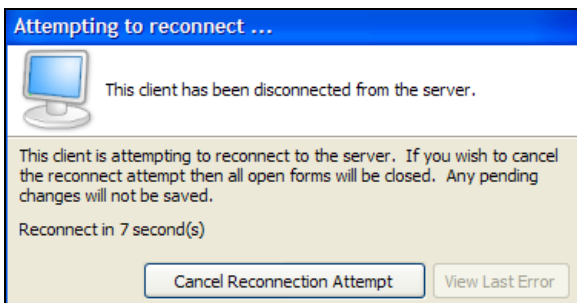 Attempting to reconnect ...
This client has been disconnected from the server.
This client is attempting to reconnect to the server.  If you wish to cancel
the reconnect attempt then all open forms will be closed.  Any pending
changes will not be saved.
Reconnect in 7 second(s)
Cancel Reconnection Attempt
View Last Error